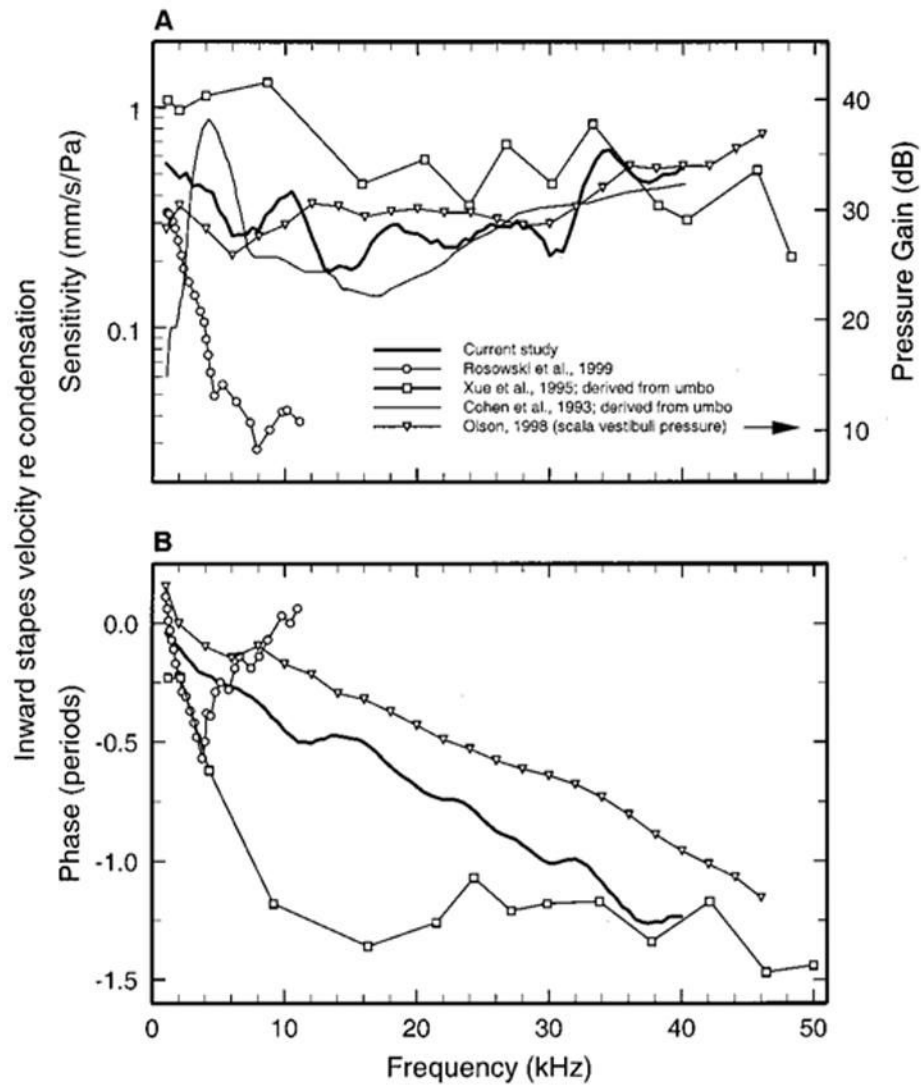 A
1
0.1
Sensitivity (mm/s/Pa)
40
30
20
10
Pressure Gain (dB)
Current study
Rosowski et al., 1999
Xue et al., 1995; derived from umbo
Cohen et al., 1993; derived from umbo
Olson, 1998 (scala vestibuli pressure)
Inward stapes velocity re condensation
B
0.0
-0.5
-1.0
-1.5
Phase (periods)
0 10 20 30 40 50
Frequency (kHz)